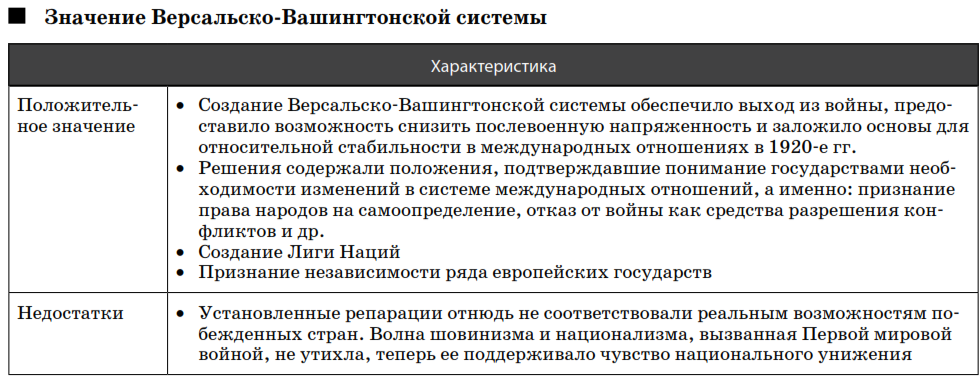 Значение Версальско-Вашингтонской системы
Характеристика
Положитель-
ное значение
• Создание Версальско-Вашингтонской системы обеспечило выход из войны, предо-
ставило возможность снизить послевоенную напряженность и заложило основы для
относительной стабильности в международных отношениях в 1920-е гг.
• Решения содержали положения, подтверждавшие понимание государствами необ-
ходимости изменений в системе международных отношений, а именно: признание
права народов на самоопределение, отказ от войны как средства разрешения кон-
фликтов и др.
• Создание Лиги Наций
• Признание независимости ряда европейских государств
Недостатки
• Установленные репарации отнюдь не соответствовали реальным возможностям по-
бежденных стран. Волна шовинизма и национализма, вызванная Первой мировой
войной, не утихла, теперь ее поддерживало чувство национального унижения